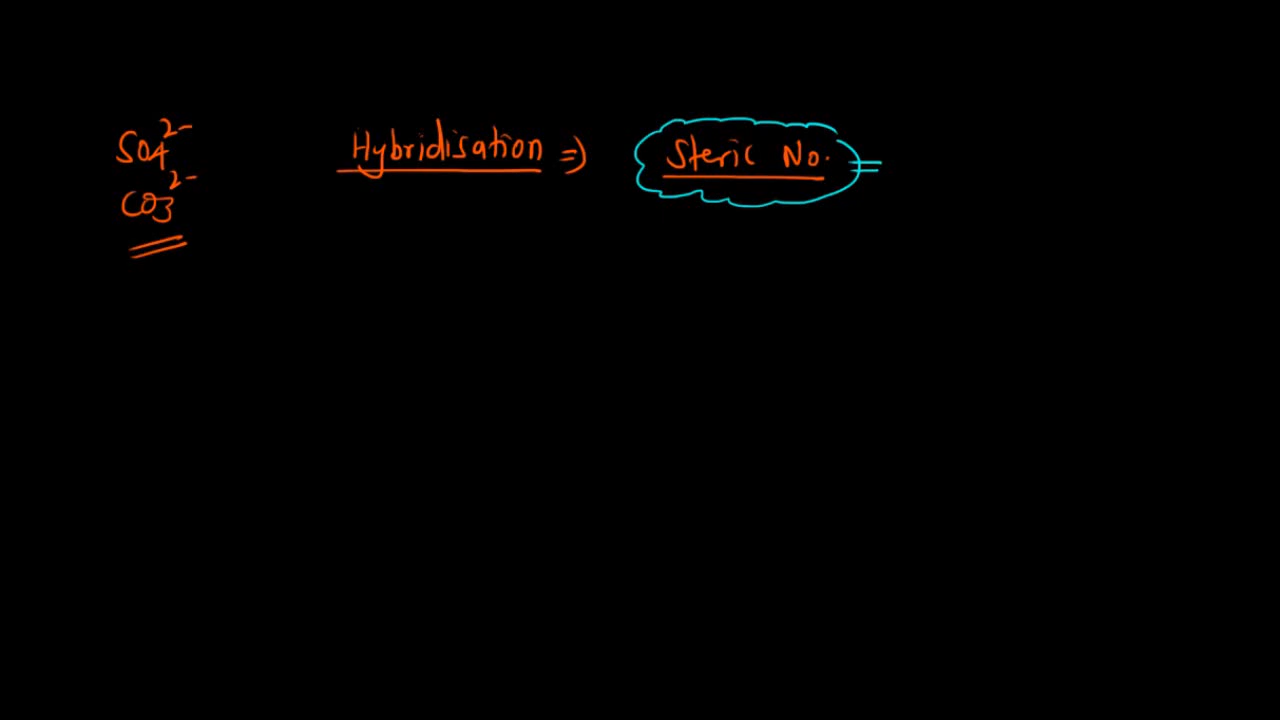 SO4^2- Hybridisation => Steric No. =
CO3^2-